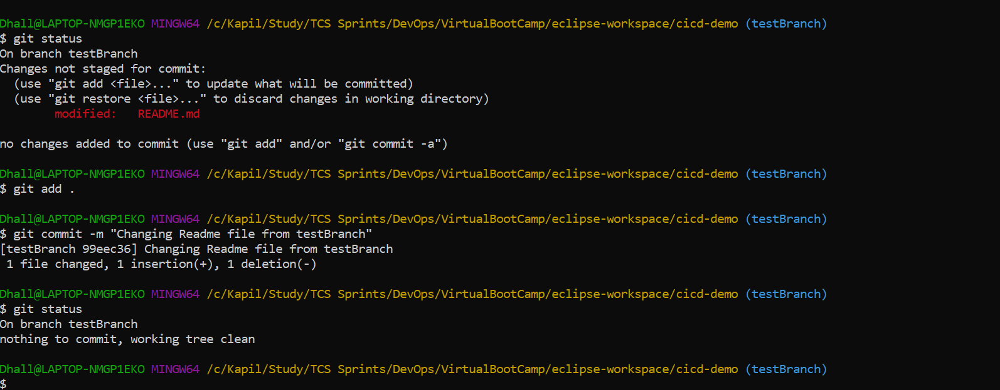 Dhall@LAPTOP-NMGP1EKO MINGW64 /c/Kapil/Study/TCS Sprints/DevOps/VirtualBootCamp/eclipse-workspace/cicd-demo (testBranch)
$ git status
On branch testBranch
Changes not staged for commit:
  (use "git add <file>..." to update what will be committed)
  (use "git restore <file>..." to discard changes in working directory)
        modified:   README.md

no changes added to commit (use "git add" and/or "git commit -a")

Dhall@LAPTOP-NMGP1EKO MINGW64 /c/Kapil/Study/TCS Sprints/DevOps/VirtualBootCamp/eclipse-workspace/cicd-demo (testBranch)
$ git add .

Dhall@LAPTOP-NMGP1EKO MINGW64 /c/Kapil/Study/TCS Sprints/DevOps/VirtualBootCamp/eclipse-workspace/cicd-demo (testBranch)
$ git commit -m "Changing Readme file from testBranch"
[testBranch 99eec36] Changing Readme file from testBranch
 1 file changed, 1 insertion(+), 1 deletion(-)

Dhall@LAPTOP-NMGP1EKO MINGW64 /c/Kapil/Study/TCS Sprints/DevOps/VirtualBootCamp/eclipse-workspace/cicd-demo (testBranch)
$ git status
On branch testBranch
nothing to commit, working tree clean

Dhall@LAPTOP-NMGP1EKO MINGW64 /c/Kapil/Study/TCS Sprints/DevOps/VirtualBootCamp/eclipse-workspace/cicd-demo (testBranch)
$